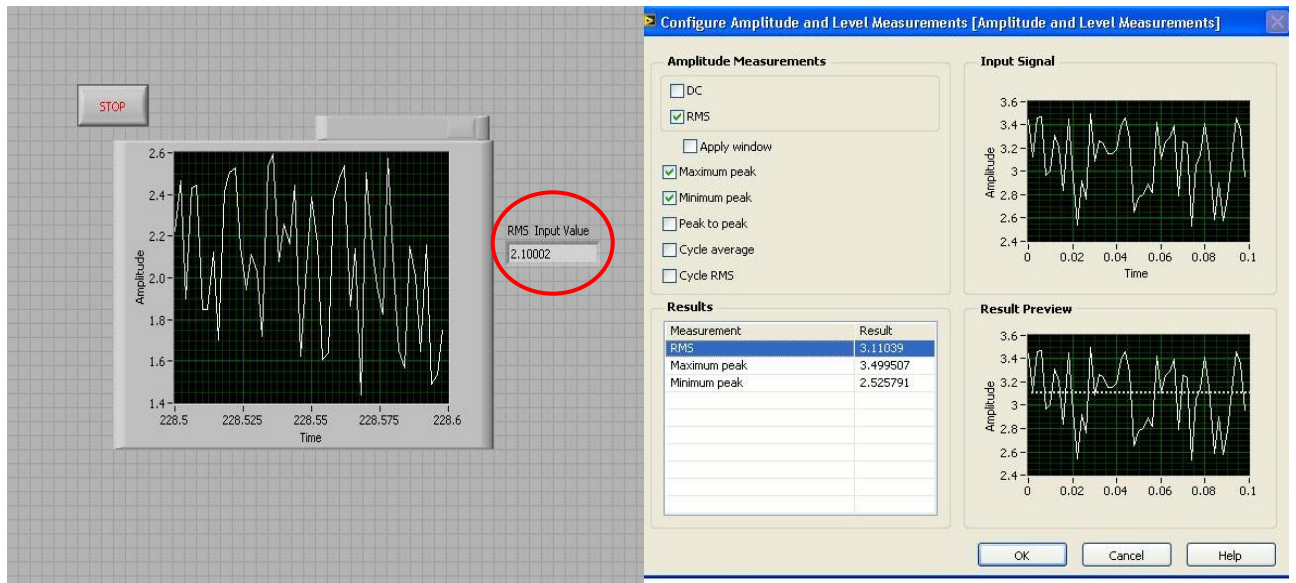 STOP
2.6
2.4
2.2
2.0
1.8
1.6
1.4
Amplitude
228.5 228.525 228.55 228.575 228.6
Time
RMS Input Value
2.10002
Configure Amplitude and Level Measurements [Amplitude and Level Measurements]
Amplitude Measurements
DC
RMS
Apply window
Maximum peak
Minimum peak
Peak to peak
Cycle average
Cycle RMS
Results
Measurement Result
RMS 3.11039
Maximum peak 3.499507
Minimum peak 2.525791
Input Signal
3.6
3.4
3.2
3
2.8
2.6
2.4
Amplitude
0 0.02 0.04 0.06 0.08 0.1
Time
Result Preview
3.6
3.4
3.2
3
2.8
2.6
2.4
Amplitude
0 0.02 0.04 0.06 0.08 0.1
Time
OK Cancel Help